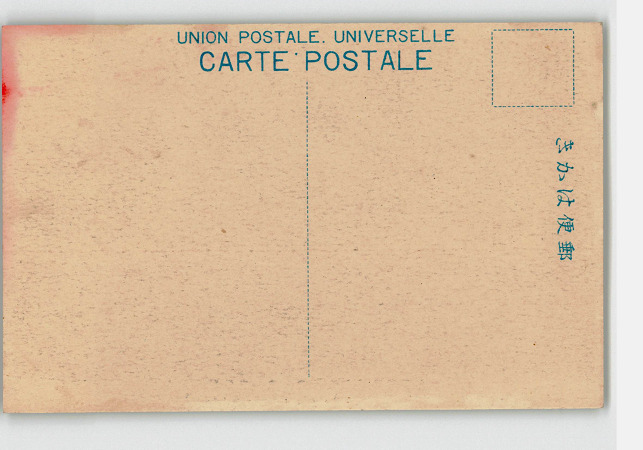 UNION POSTALE. UNIVERSELLE
CARTE POSTALE
きかは便郵